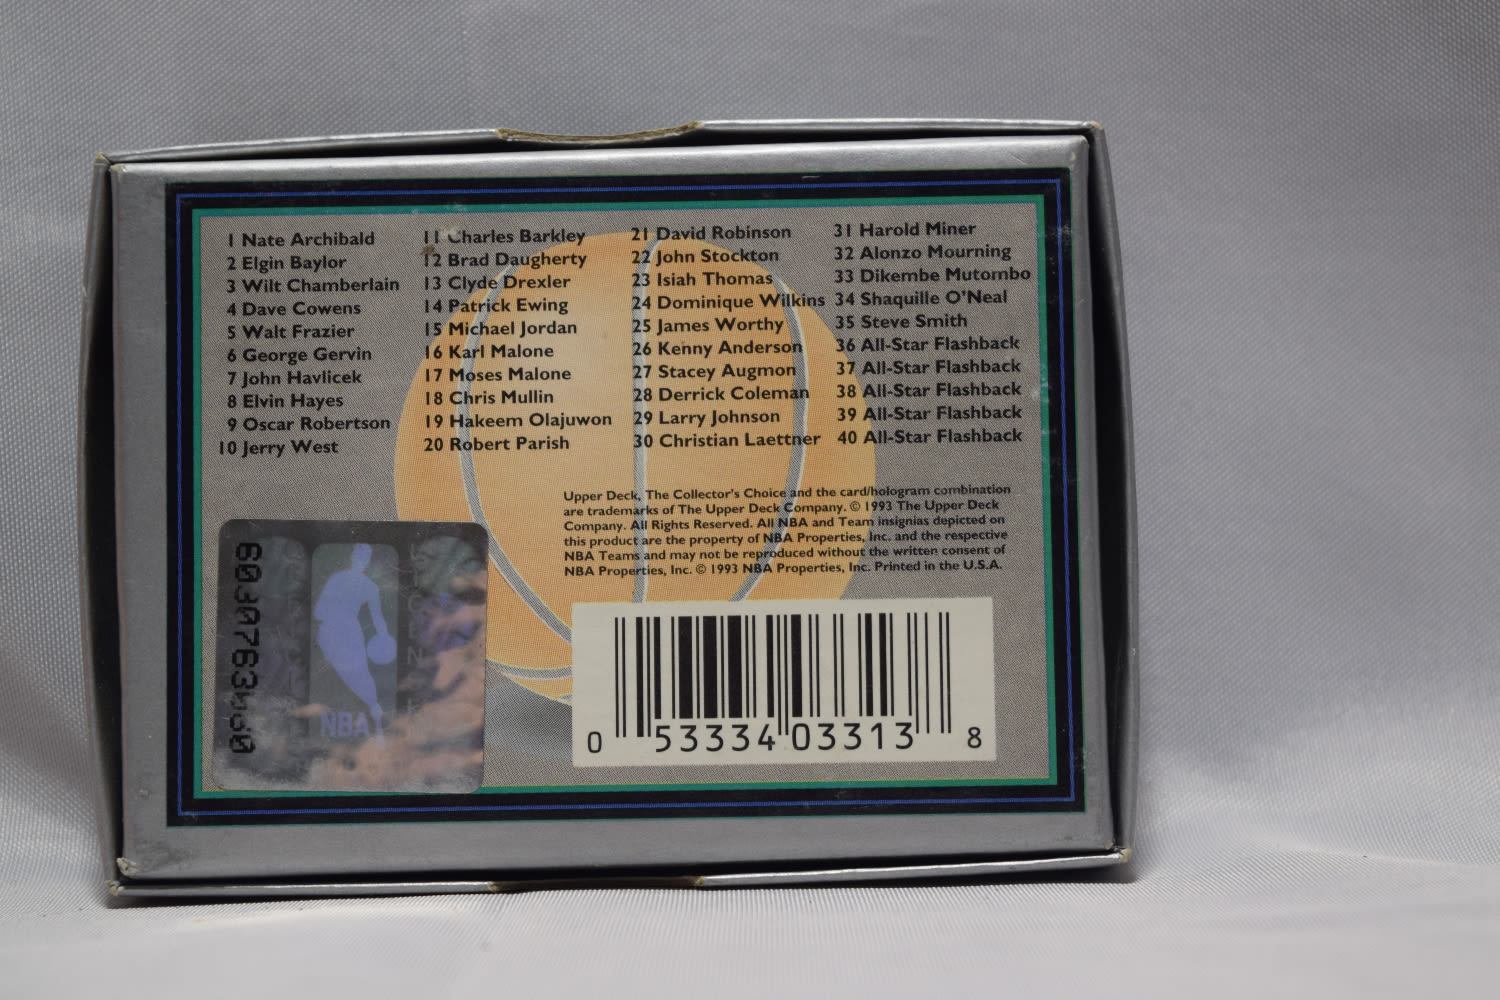 1 Nate Archibald
2 Elgin Baylor
3 Wilt Chamberlain
4 Dave Cowens
5 Walt Frazier
6 George Gervin
7 John Havlicek
8 Elvin Hayes
9 Oscar Robertson
10 Jerry West
11 Charles Barkley
12 Brad Daugherty
13 Clyde Drexler
14 Patrick Ewing
15 Michael Jordan
16 Karl Malone
17 Moses Malone
18 Chris Mullin
19 Hakeem Olajuwon
20 Robert Parish
21 David Robinson
22 John Stockton
23 Isiah Thomas
24 Dominique Wilkins
25 James Worthy
26 Kenny Anderson
27 Stacey Augmon
28 Derrick Coleman
29 Larry Johnson
30 Christian Laettner
31 Harold Miner
32 Alonzo Mourning
33 Dikembe Mutombo
34 Shaquille O'Neal
35 Steve Smith
36 All-Star Flashback
37 All-Star Flashback
38 All-Star Flashback
39 All-Star Flashback
40 All-Star Flashback
Upper Deck, The Collector's Choice and the card/hologram combination
are trademarks of The Upper Deck Company. © 1993 The Upper Deck
Company. All Rights Reserved. All NBA and Team insignias depicted on
this product are the property of NBA Properties, Inc. and the respective
NBA Teams and may not be reproduced without the written consent of
NBA Properties, Inc. © 1993 NBA Properties, Inc. Printed in the U.S.A.
NBA
0 53334 03313 8